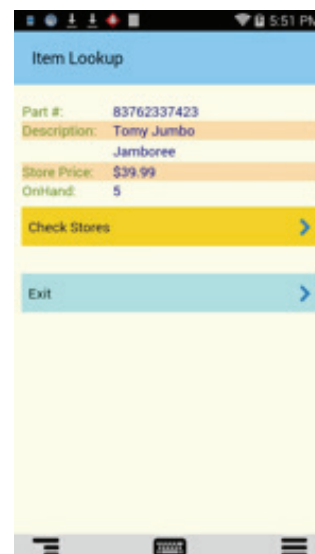 5:51 PM
Item Lookup
Part #: 83762337423
Description: Tomy Jumbo
Jamboree
Store Price: $39.99
OnHand: 5
Check Stores
Exit